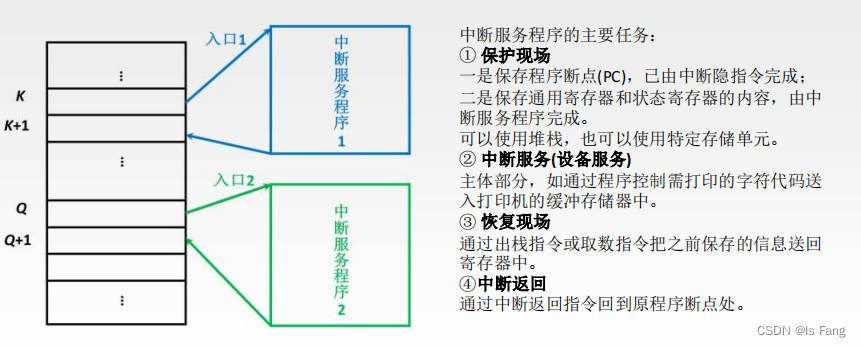 ⋮
K
K+1
⋮
Q
Q+1
⋮
入口1
中断服务程序1
入口2
中断服务程序2
中断服务程序的主要任务：
① 保护现场
一是保存程序断点(PC)，已由中断隐指令完成；
二是保存通用寄存器和状态寄存器的内容，由中
断服务程序完成。
可以使用堆栈，也可以使用特定存储单元。
② 中断服务(设备服务)
主体部分，如通过程序控制需打印的字符代码送
入打印机的缓冲存储器中。
③ 恢复现场
通过出栈指令或取数指令把之前保存的信息送回
寄存器中。
④中断返回
通过中断返回指令回到原程序断点处。
CSDN @Is Fang